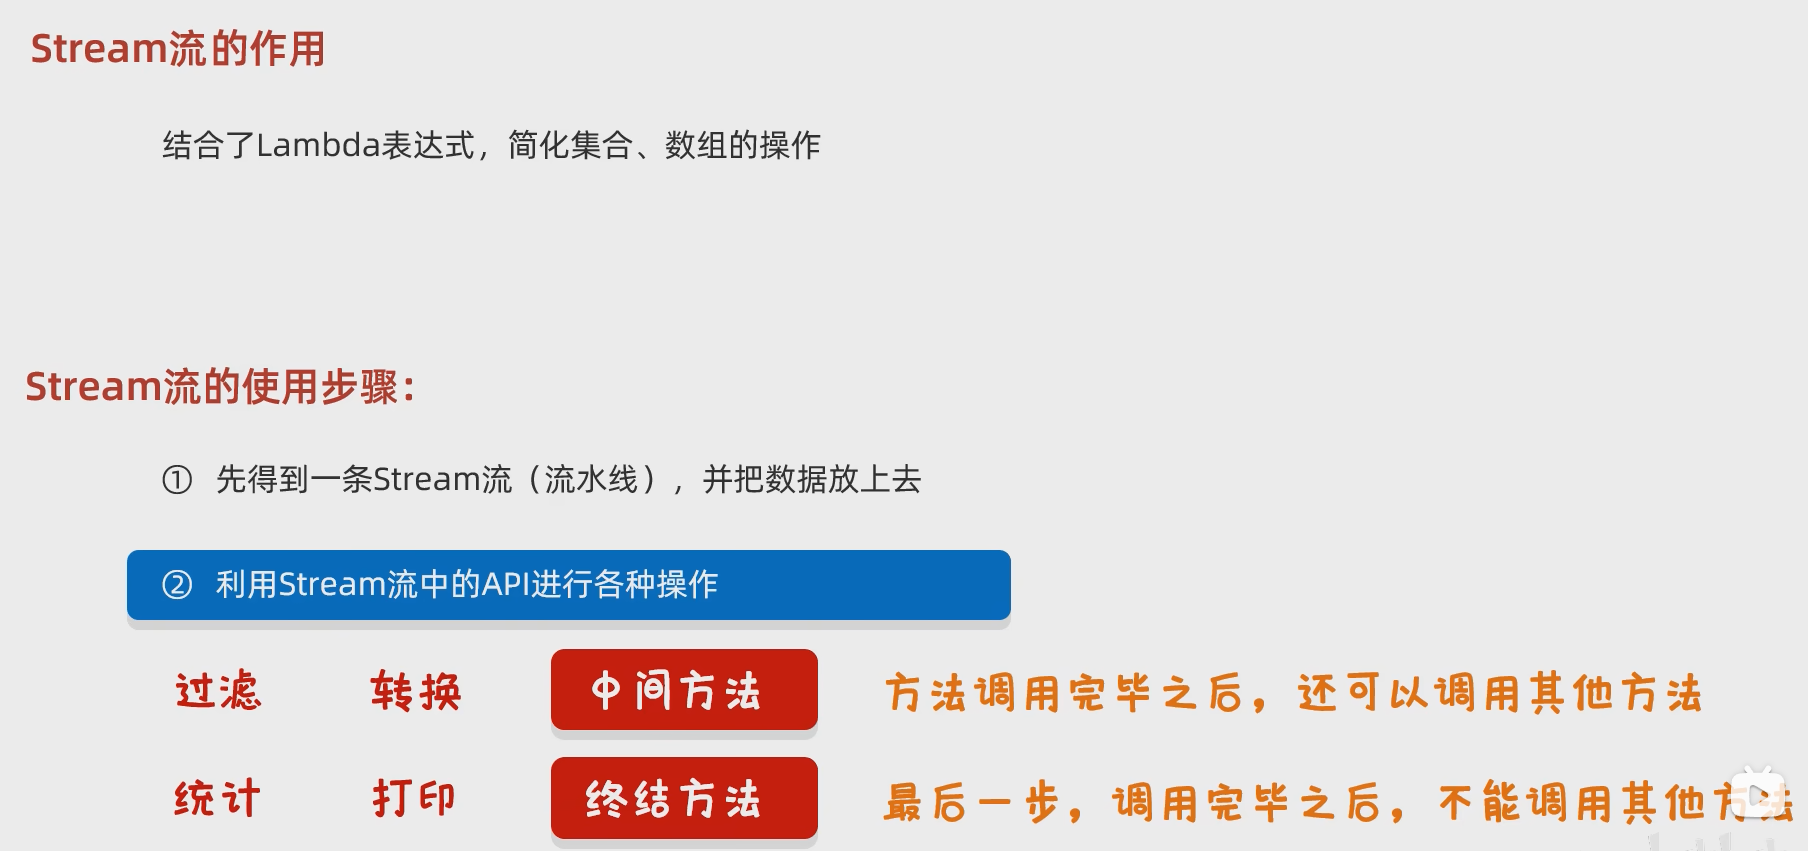 Stream流的作用
结合了Lambda表达式，简化集合、数组的操作
Stream流的使用步骤：
① 先得到一条Stream流（流水线），并把数据放上去
② 利用Stream流中的API进行各种操作
过滤 转换 中间方法 方法调用完毕之后，还可以调用其他方法
统计 打印 终结方法 最后一步，调用完毕之后，不能调用其他方法